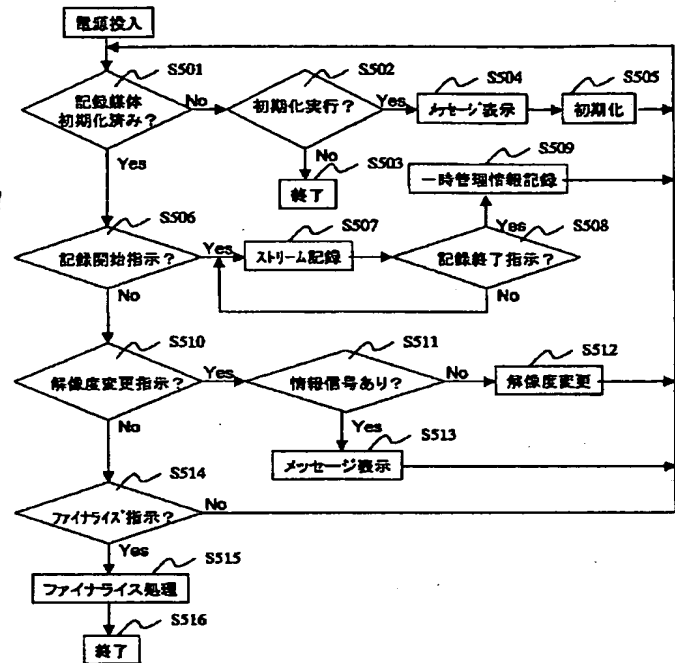 電源投入
S501
S502
S504
S505
記録媒体
初期化済み？
No
初期化実行？
Yes
メッセージ表示
初期化
Yes
No
S503
終了
S509
一時管理情報記録
S506
S507
Yes
S508
記録開始指示？
Yes
ストリーム記録
記録終了指示？
No
No
S510
S511
S512
解像度変更指示？
Yes
情報信号あり？
No
解像度変更
No
Yes
S513
メッセージ表示
S514
ファイナライズ指示？
No
Yes
S515
ファイナライス処理
S516
終了